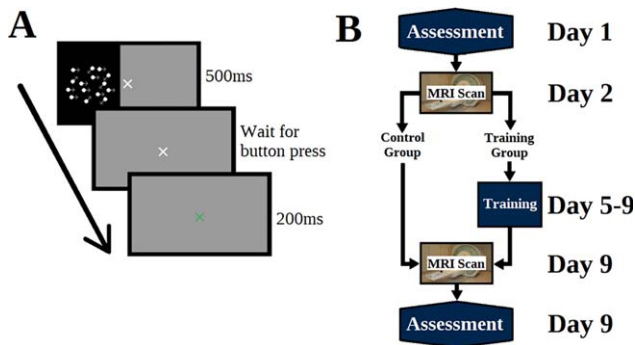 A
500ms
Wait for
button press
200ms
B
Assessment
Day 1
MRI Scan
Day 2
Control
Group
Training
Group
Training
Day 5-9
MRI Scan
Day 9
Assessment
Day 9